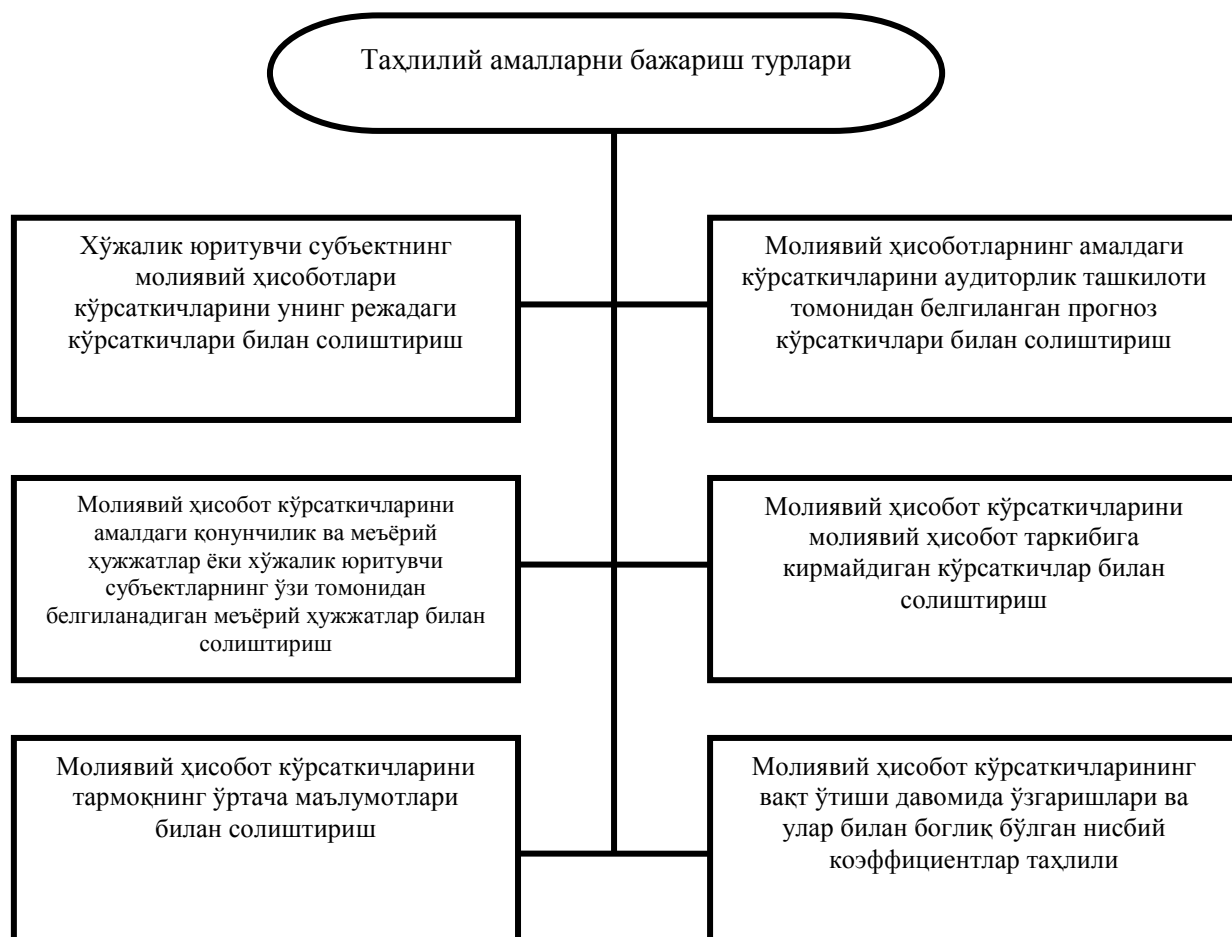 Таҳлилий амалларни бажариш турлари
Хўжалик юритувчи субъектнинг
молиявий ҳисоботлари
кўрсаткичларини унинг режадаги
кўрсаткичлари билан солиштириш
Молиявий ҳисоботларнинг амалдаги
кўрсаткичларини аудиторлик ташкилоти
томонидан белгиланган прогноз
кўрсаткичлари билан солиштириш
Молиявий ҳисобот кўрсаткичларини
амалдаги қонунчилик ва меъёрий
ҳужжатлар ёки хўжалик юритувчи
субъектларнинг ўзи томонидан
белгиланадиган меъёрий ҳужжатлар билан
солиштириш
Молиявий ҳисобот кўрсаткичларини
молиявий ҳисобот таркибига
кирмайдиган кўрсаткичлар билан
солиштириш
Молиявий ҳисобот кўрсаткичларини
тармоқнинг ўртача маълумотлари
билан солиштириш
Молиявий ҳисобот кўрсаткичларининг
вақт ўтиши давомида ўзгаришлари ва
улар билан боглиқ бўлган нисбий
коэффициентлар таҳлили